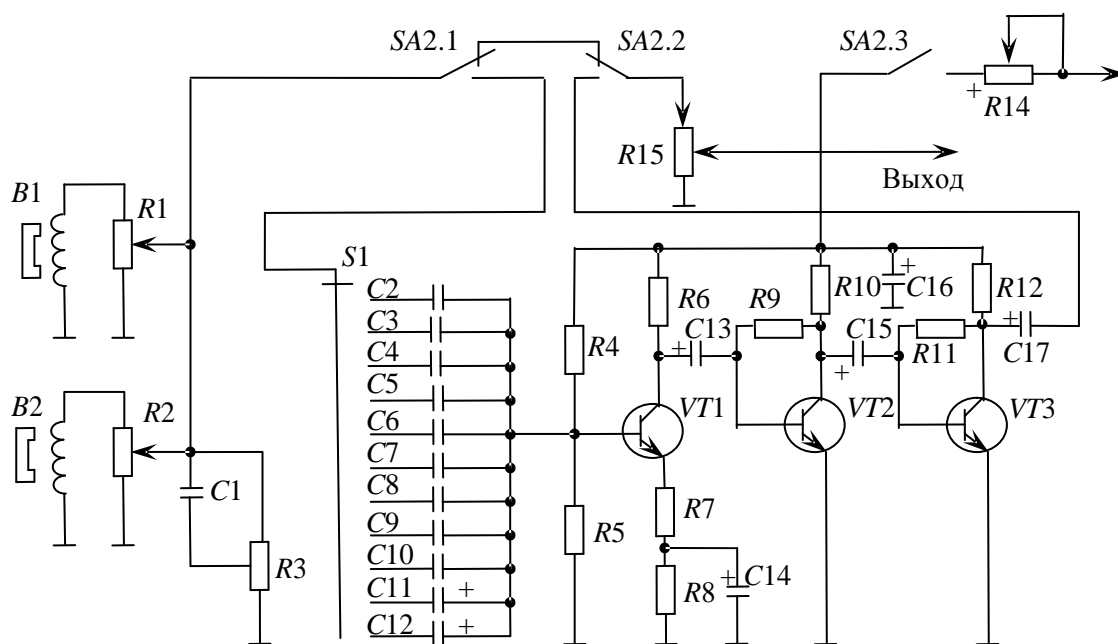 SA2.1
SA2.2
SA2.3
+
R14
R15
Выход
B1
R1
S1
C2
C3
C4
C5
C6
C7
C8
C9
C10
C11 +
C12 +
R4
R5
R6
+ C13
R9
R10
+
C16
R12
C15
+
R11
+
C17
VT1
VT2
VT3
B2
R2
C1
R3
R7
R8
+ C14